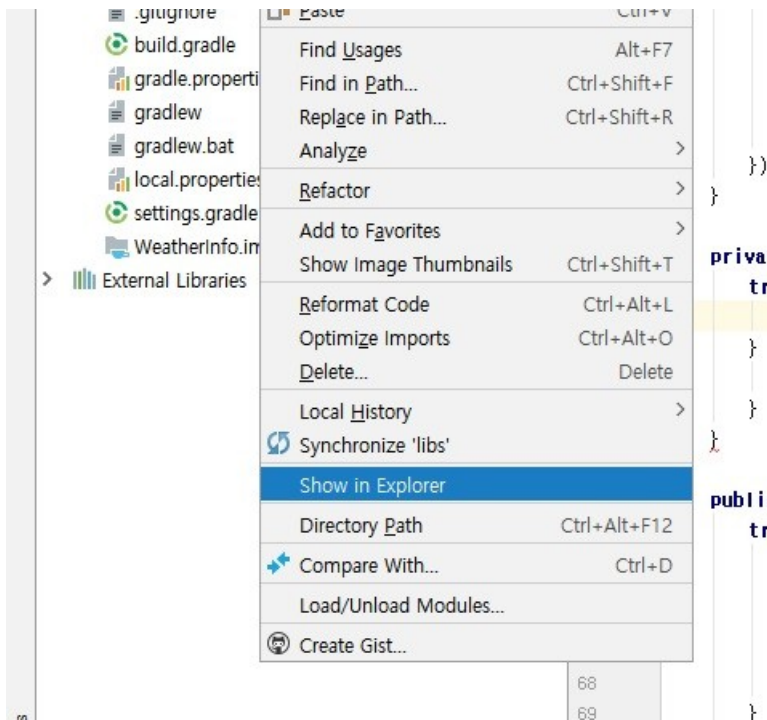 .gitignore
build.gradle
gradle.properti
gradlew
gradlew.bat
local.properties
settings.gradle
WeatherInfo.im
External Libraries
Paste Ctrl+V
Find Usages Alt+F7
Find in Path... Ctrl+Shift+F
Replace in Path... Ctrl+Shift+R
Analyze
Refactor
Add to Favorites
Show Image Thumbnails Ctrl+Shift+T
Reformat Code Ctrl+Alt+L
Optimize Imports Ctrl+Alt+O
Delete... Delete
Local History
Synchronize 'libs'
Show in Explorer
Directory Path Ctrl+Alt+F12
Compare With... Ctrl+D
Load/Unload Modules...
Create Gist...
})
}
priva
tr
}
}
}
publi
tr
68
69 }